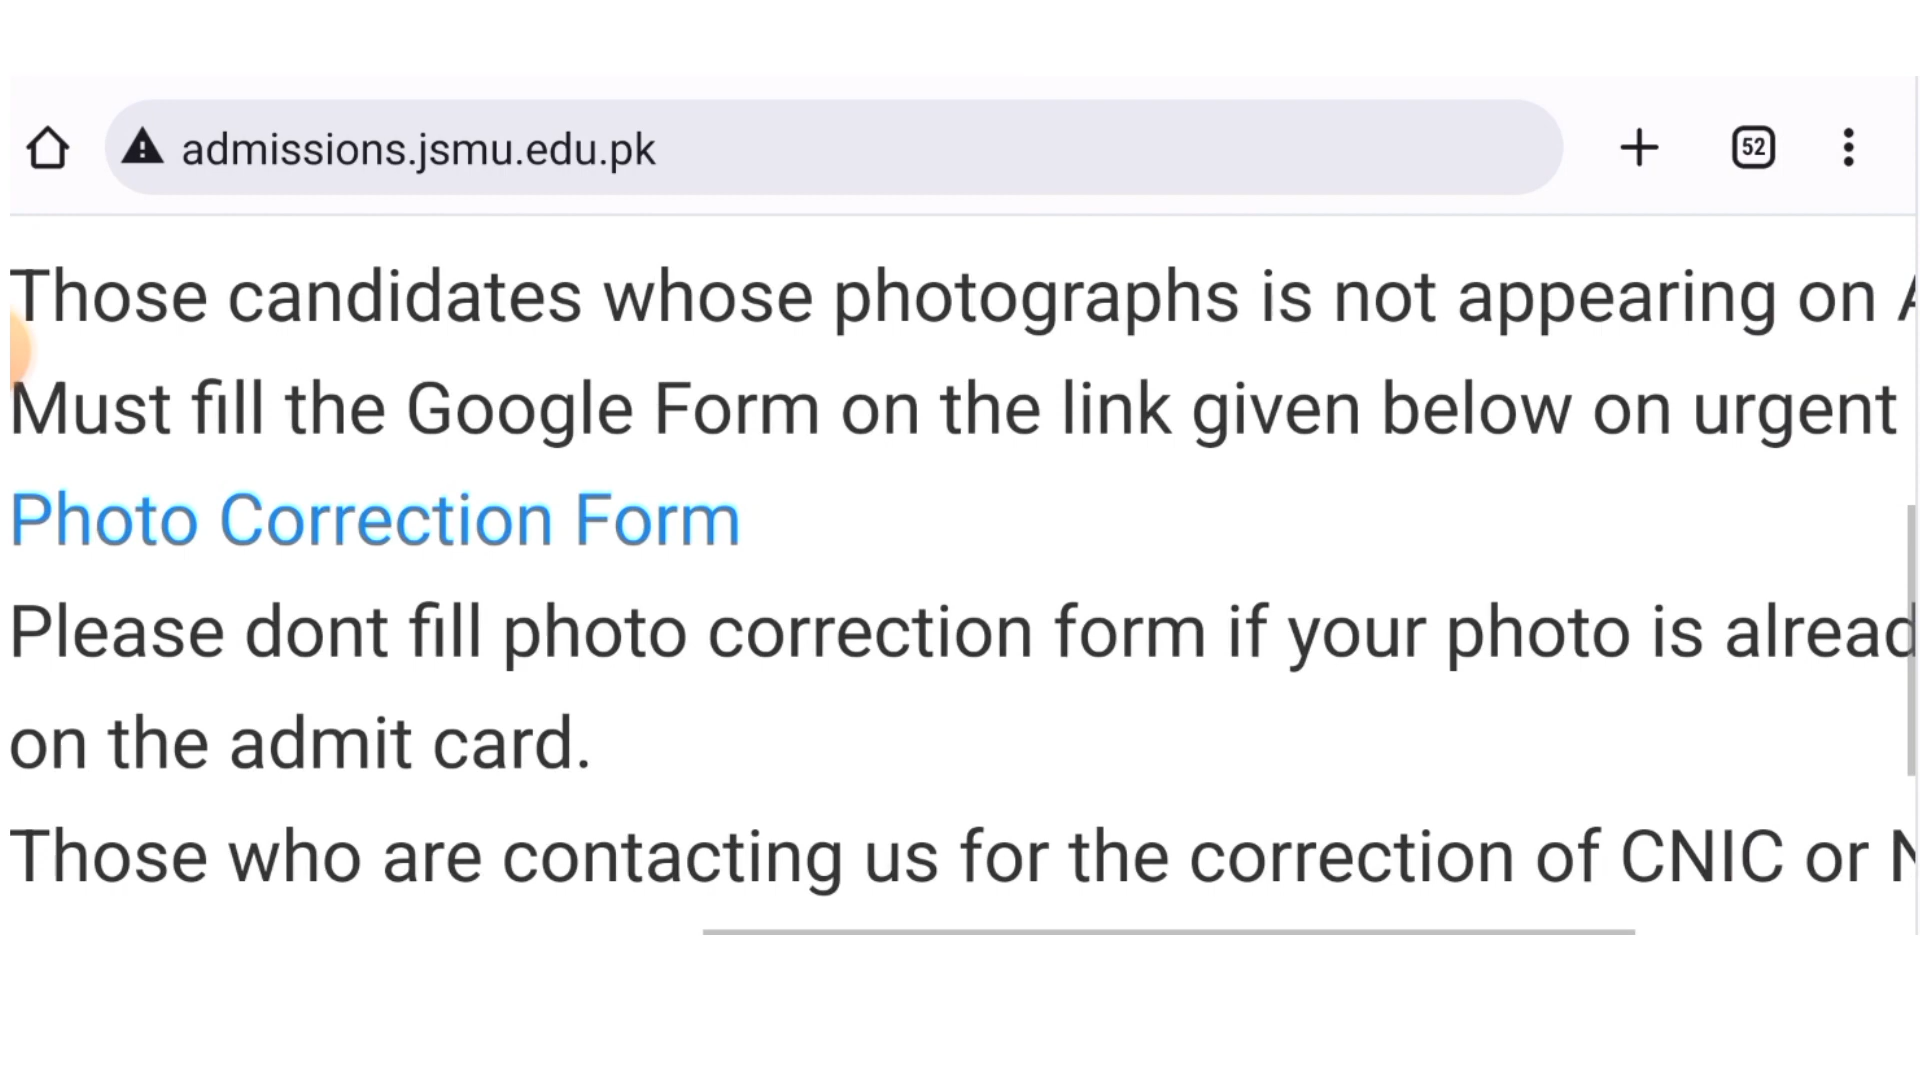 admissions.jsmu.edu.pk
52
Those candidates whose photographs is not appearing on
Must fill the Google Form on the link given below on urgent
Photo Correction Form
Please dont fill photo correction form if your photo is
on the admit card.
Those who are contacting us for the correction of CNIC or